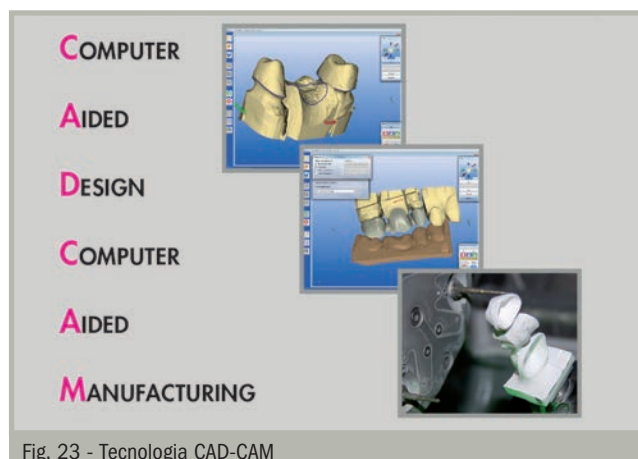 COMPUTER
AIDED
DESIGN
COMPUTER
AIDED
MANUFACTURING
Fig. 23 - Tecnologia CAD-CAM